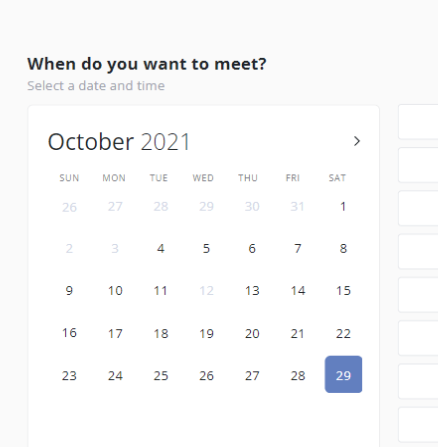 When do you want to meet?
Select a date and time
October 2021 >
SUN MON TUE WED THU FRI SAT
26 27 28 29 30 31 1
2 3 4 5 6 7 8
9 10 11 12 13 14 15
16 17 18 19 20 21 22
23 24 25 26 27 28 29